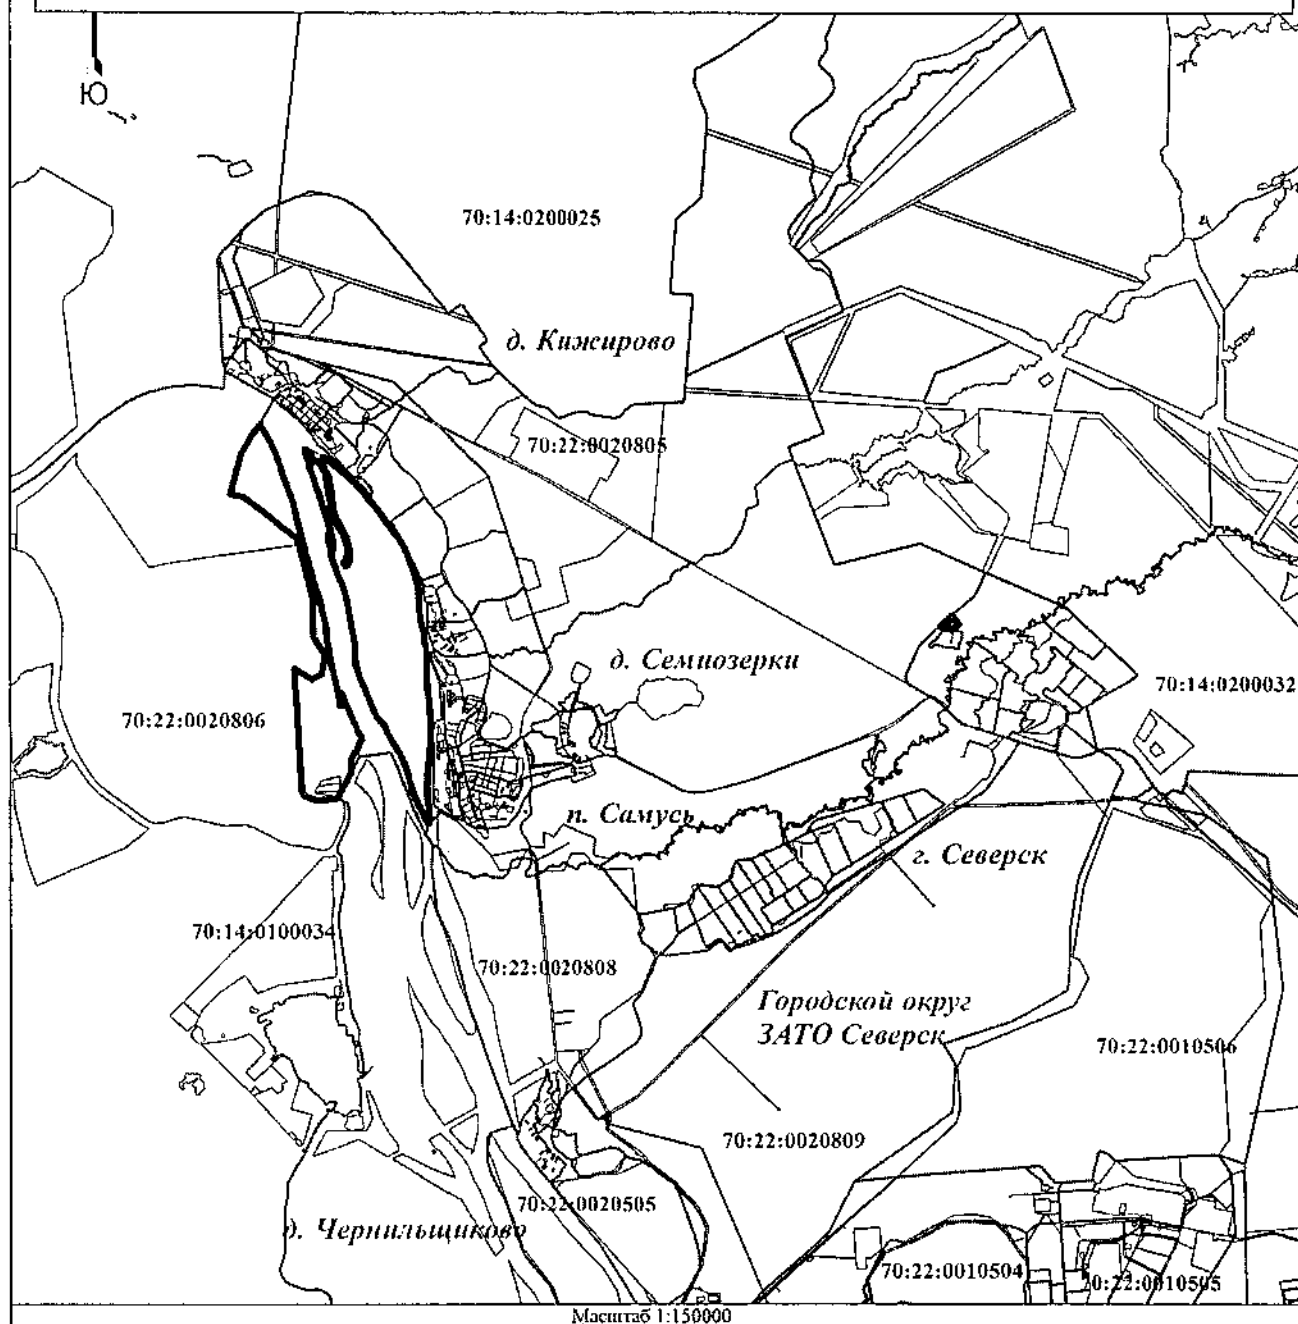 Ю
70:14:0200025
д. Кижирово
70:22:0020805
д. Семиозерки
70:14:0200032
70:22:0020806
п. Самусь
г. Северск
70:14:0100034
70:22:0020808
Городской округ
ЗАТО Северск
70:22:0010506
70:22:0020809
70:22:0020505
д. Чернильщиково
70:22:0010504
70:22:0010505
Масштаб 1:150000